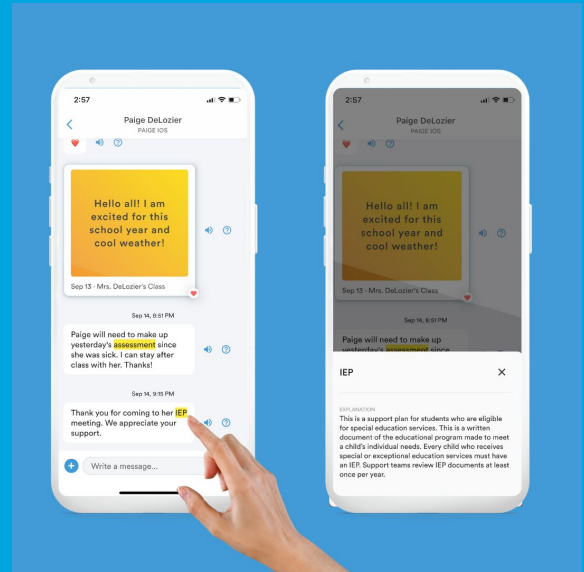 2:57
Paige DeLozier
PAIGE IOS
Hello all! I am
excited for this
school year and
cool weather!
Sep 13 · Mrs. DeLozier's Class
Sep 14, 8:51 PM
Paige will need to make up
yesterday's assessment since
she was sick. I can stay after
class with her. Thanks!
Sep 14, 9:15 PM
Thank you for coming to her IEP
meeting. We appreciate your
support.
Write a message...
2:57
Paige DeLozier
PAIGE IOS
Hello all! I am
excited for this
school year and
cool weather!
Sep 13 · Mrs. DeLozier's Class
Sep 14, 8:51 PM
Paige will need to make up
yesterday's assessment since
IEP
EXPLANATION
This is a support plan for students who are eligible
for special education services. This is a written
document of the educational program made to meet
a child's individual needs. Every child who receives
special or exceptional education services must have
an IEP. Support teams review IEP documents at least
once per year.